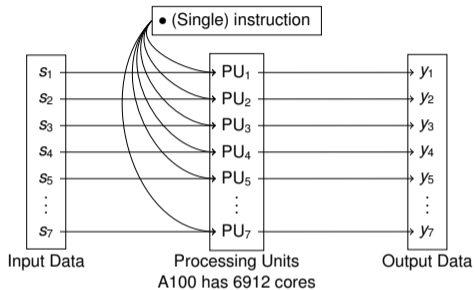 • (Single) instruction
s1 PU1 y1
s2 PU2 y2
s3 PU3 y3
s4 PU4 y4
s5 PU5 y5
⋮ ⋮ ⋮
s7 PU7 y7
Input Data Processing Units Output Data
A100 has 6912 cores